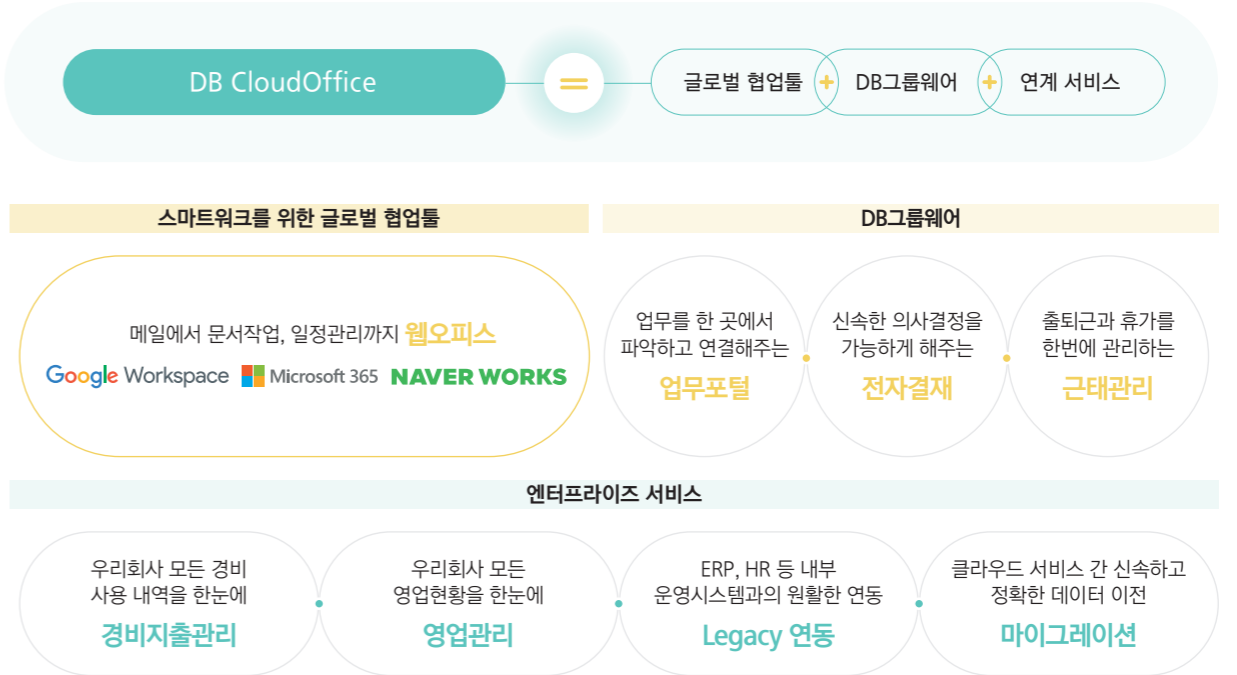 DB CloudOffice = 글로벌 협업툴 + DB그룹웨어 + 연계 서비스
스마트워크를 위한 글로벌 협업툴
메일에서 문서작업, 일정관리까지 웹오피스
Google Workspace Microsoft 365 NAVER WORKS
DB그룹웨어
업무를 한 곳에서
파악하고 연결해주는
업무포털
신속한 의사결정을
가능하게 해주는
전자결재
출퇴근과 휴가를
한번에 관리하는
근태관리
엔터프라이즈 서비스
우리회사 모든 경비
사용 내역을 한눈에
경비지출관리
우리회사 모든
영업현황을 한눈에
영업관리
ERP, HR 등 내부
운영시스템과의 원활한 연동
Legacy 연동
클라우드 서비스 간 신속하고
정확한 데이터 이전
마이그레이션